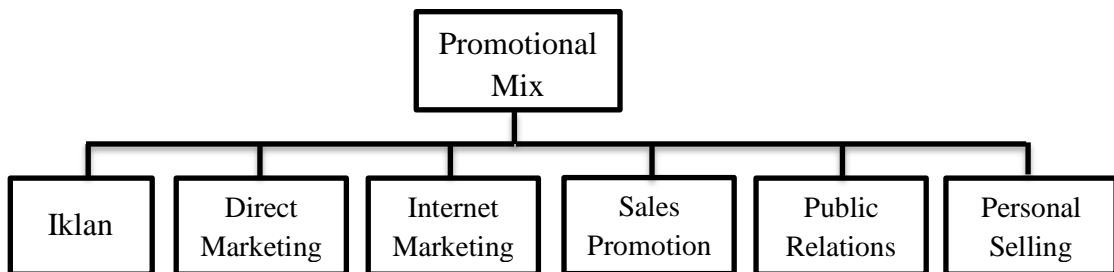 Promotional
Mix
Iklan
Direct
Marketing
Internet
Marketing
Sales
Promotion
Public
Relations
Personal
Selling